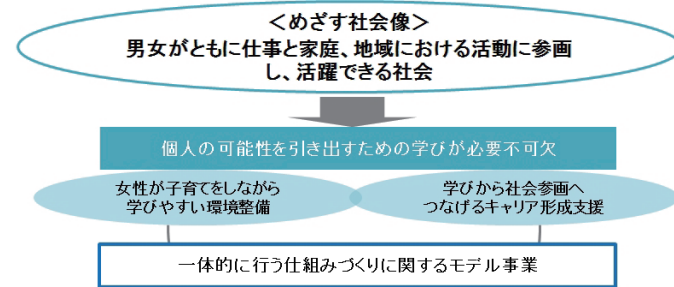 ＜めざす社会像＞
男女がともに仕事と家庭、地域における活動に参画
し、活躍できる社会
個人の可能性を引き出すための学びが必要不可欠
女性が子育てをしながら
学びやすい環境整備
学びから社会参画へ
つなげるキャリア形成支援
一体的に行う仕組みづくりに関するモデル事業